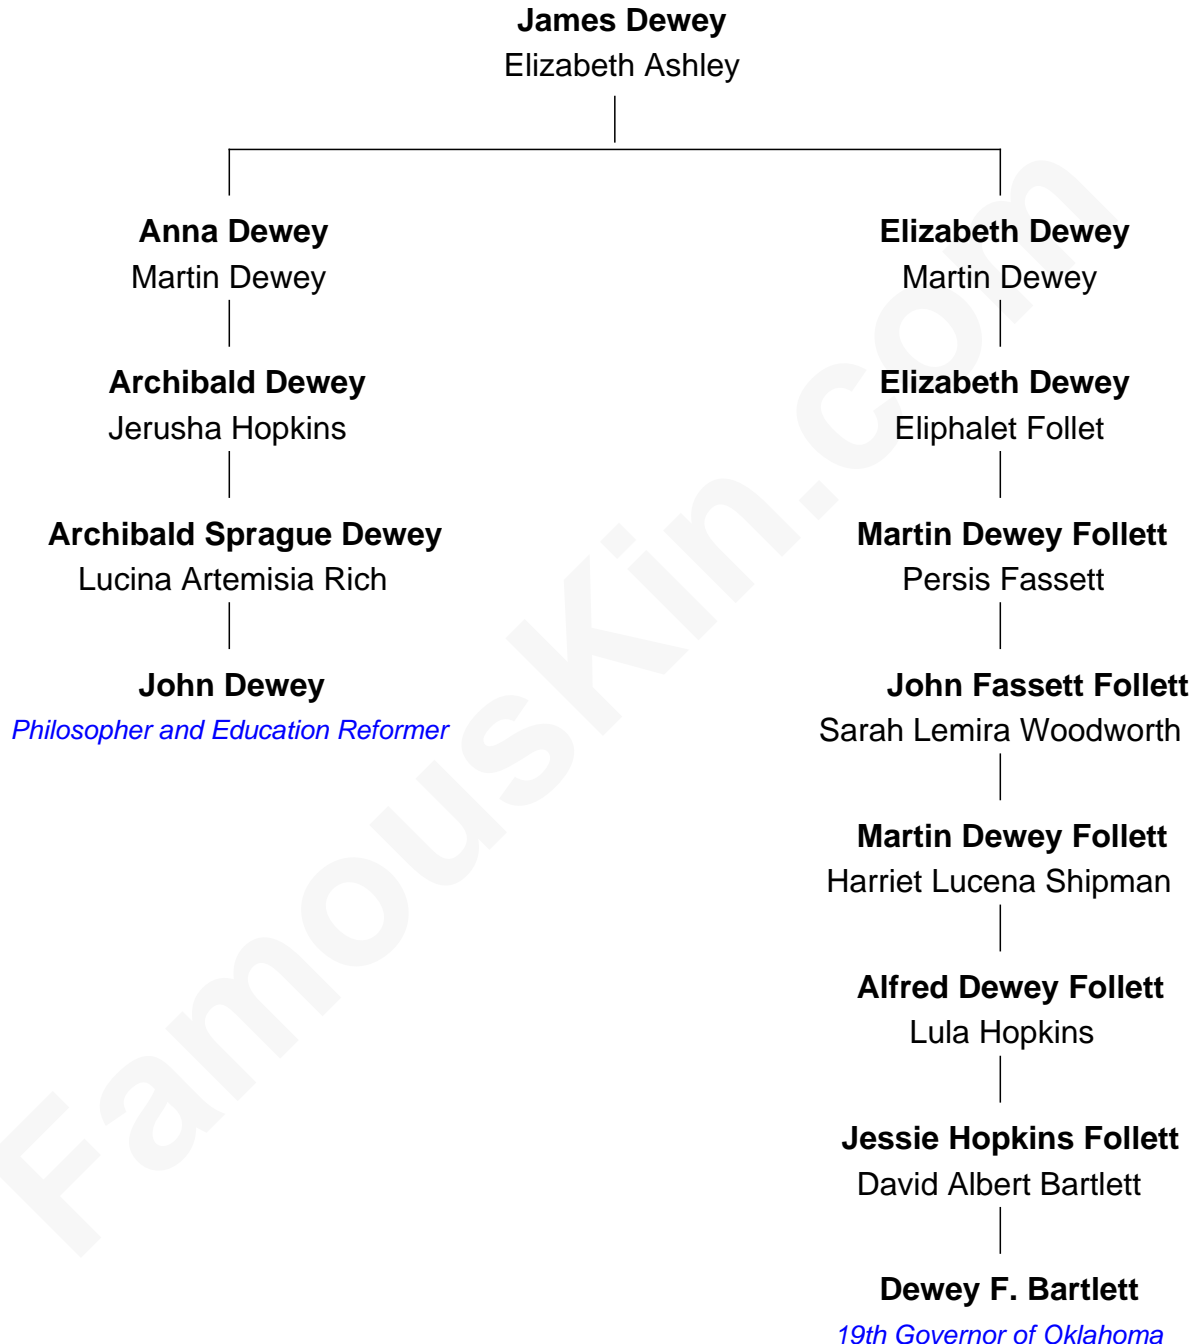 James Dewey
Elizabeth Ashley
Anna Dewey
Martin Dewey
Archibald Dewey
Jerusha Hopkins
Archibald Sprague Dewey
Lucina Artemisia Rich
John Dewey
Philosopher and Education Reformer
Elizabeth Dewey
Martin Dewey
Elizabeth Dewey
Eliphalet Follet
Martin Dewey Follett
Persis Fassett
John Fassett Follett
Sarah Lemira Woodworth
Martin Dewey Follett
Harriet Lucena Shipman
Alfred Dewey Follett
Lula Hopkins
Jessie Hopkins Follett
David Albert Bartlett
Dewey F. Bartlett
19th Governor of Oklahoma
FamousKin.com